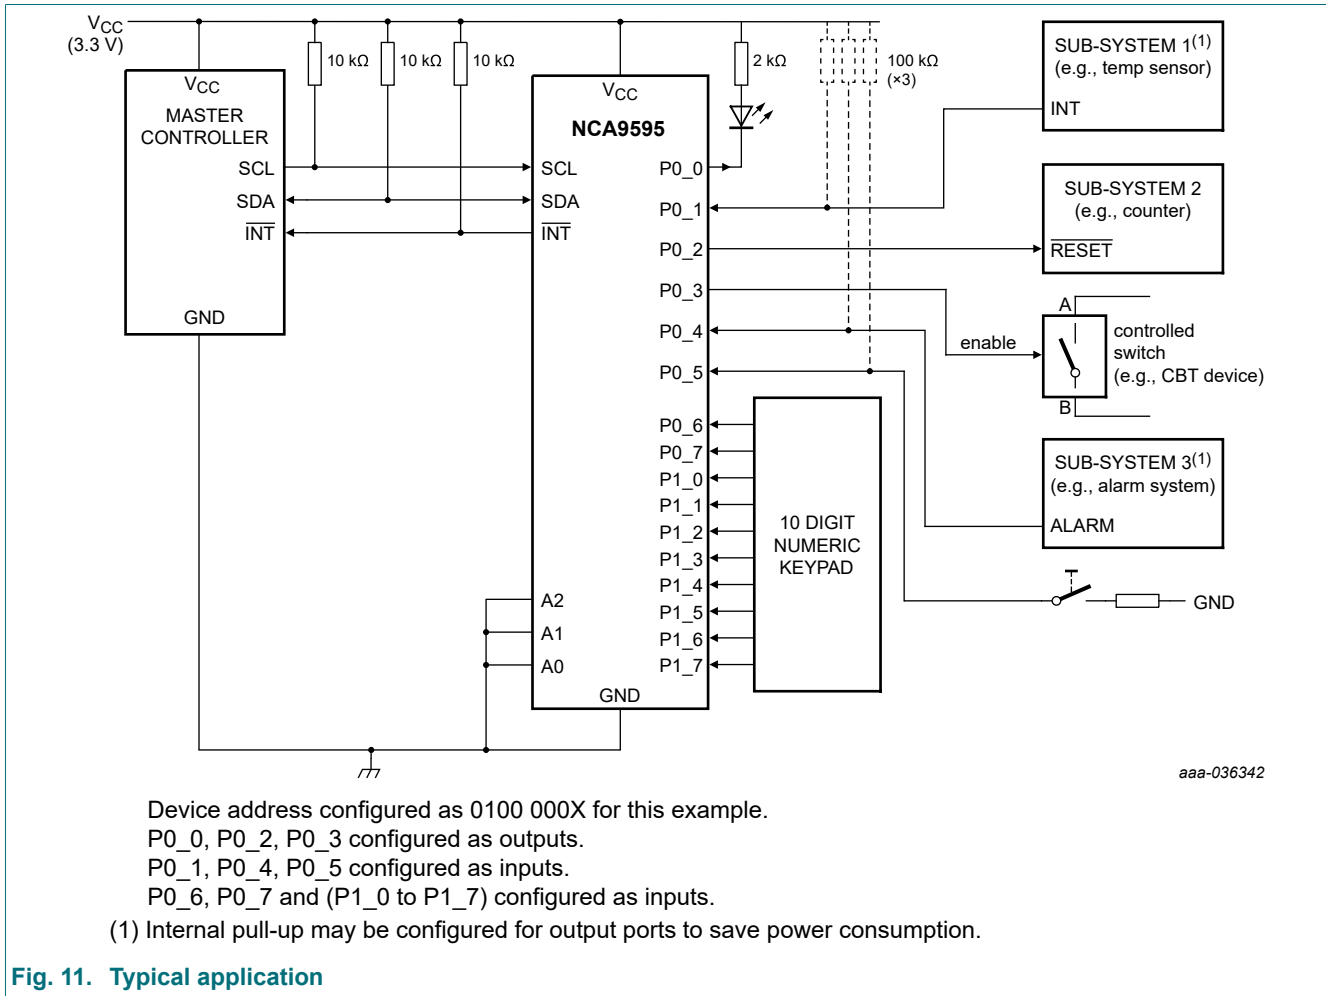 VCC
(3.3 V)
10 kΩ
10 kΩ
10 kΩ
2 kΩ
100 kΩ
(×3)
VCC
MASTER
CONTROLLER
SCL
SDA
INT
GND
VCC
NCA9595
SCL
SDA
INT
A2
A1
A0
GND
P0_0
P0_1
P0_2
P0_3
P0_4
P0_5
P0_6
P0_7
P1_0
P1_1
P1_2
P1_3
P1_4
P1_5
P1_6
P1_7
10 DIGIT
NUMERIC
KEYPAD
SUB-SYSTEM 1(1)
(e.g., temp sensor)
INT
SUB-SYSTEM 2
(e.g., counter)
RESET
A
enable
controlled
switch
(e.g., CBT device)
B
SUB-SYSTEM 3(1)
(e.g., alarm system)
ALARM
GND
aaa-036342
Device address configured as 0100 000X for this example.
P0_0, P0_2, P0_3 configured as outputs.
P0_1, P0_4, P0_5 configured as inputs.
P0_6, P0_7 and (P1_0 to P1_7) configured as inputs.
(1) Internal pull-up may be configured for output ports to save power consumption.
Fig. 11. Typical application